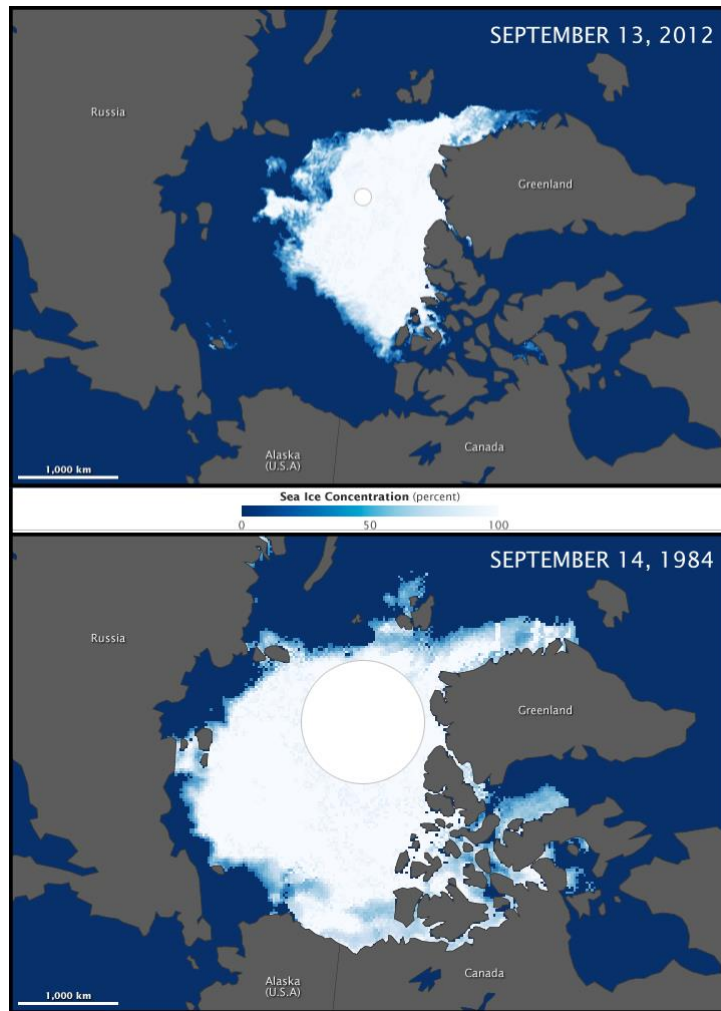 SEPTEMBER 13, 2012
Russia
Greenland
Alaska
(U.S.A)
Canada
1,000 km
Sea Ice Concentration (percent)
0 50 100
SEPTEMBER 14, 1984
Russia
Greenland
Alaska
(U.S.A)
Canada
1,000 km